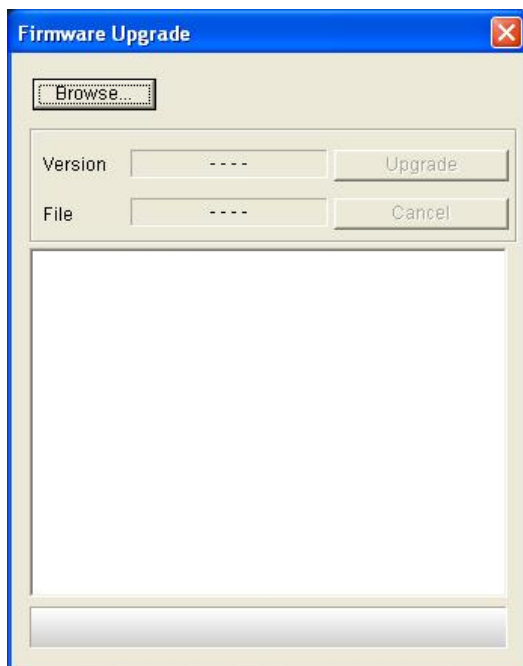 Firmware Upgrade
Browse...
Version ---- Upgrade
File ---- Cancel